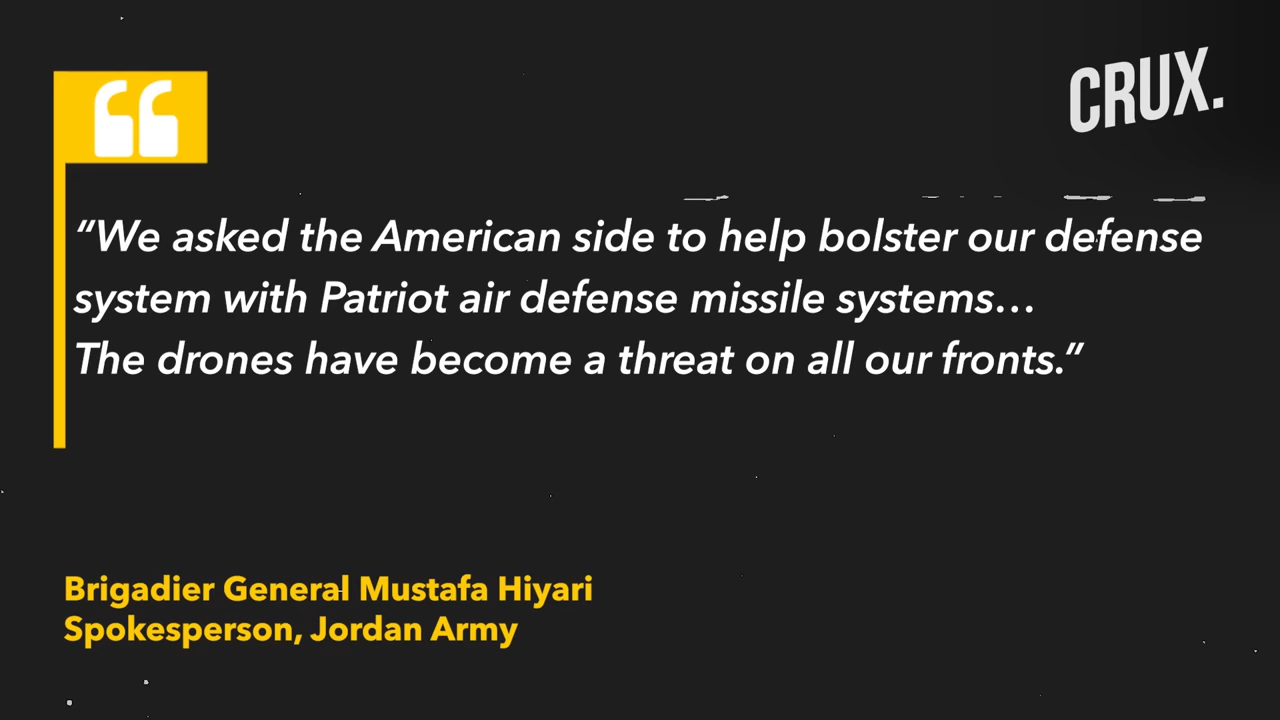 CRUX.
“We asked the American side to help bolster our defense
system with Patriot air defense missile systems...
The drones have become a threat on all our fronts.”
Brigadier General Mustafa Hiyari
Spokesperson, Jordan Army